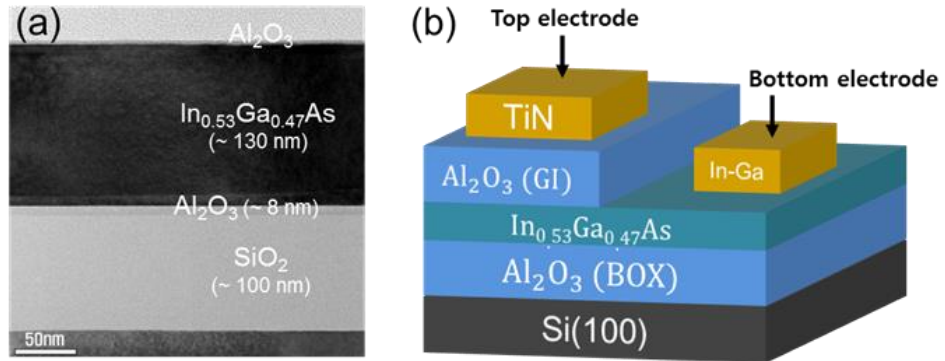 (a)
Al₂O₃
In₀.₅₃Ga₀.₄₇As
(~ 130 nm)
Al₂O₃ (~ 8 nm)
SiO₂
(~ 100 nm)
50nm
(b)
Top electrode
Bottom electrode
TiN
In-Ga
Al₂O₃ (GI)
In₀.₅₃Ga₀.₄₇As
Al₂O₃ (BOX)
Si(100)